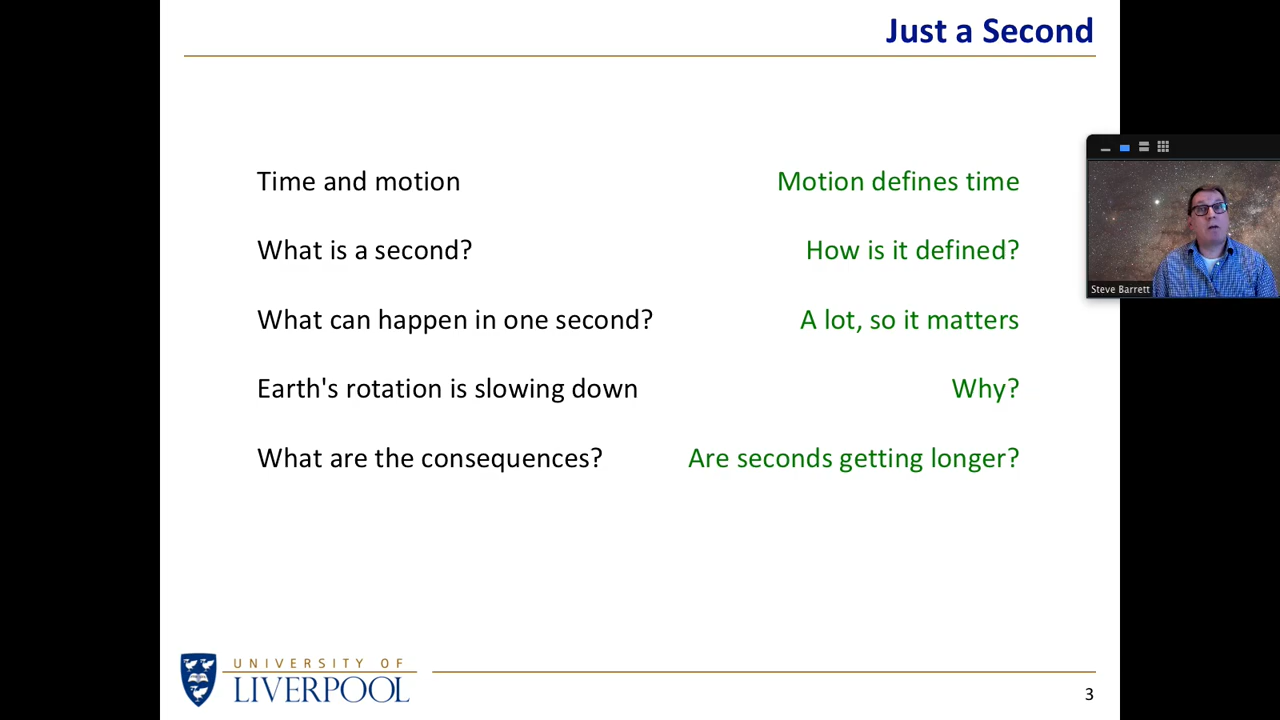 Just a Second
Time and motion Motion defines time
What is a second? How is it defined?
What can happen in one second? A lot, so it matters
Earth's rotation is slowing down Why?
What are the consequences? Are seconds getting longer?
Steve Barrett
UNIVERSITY OF
LIVERPOOL
3